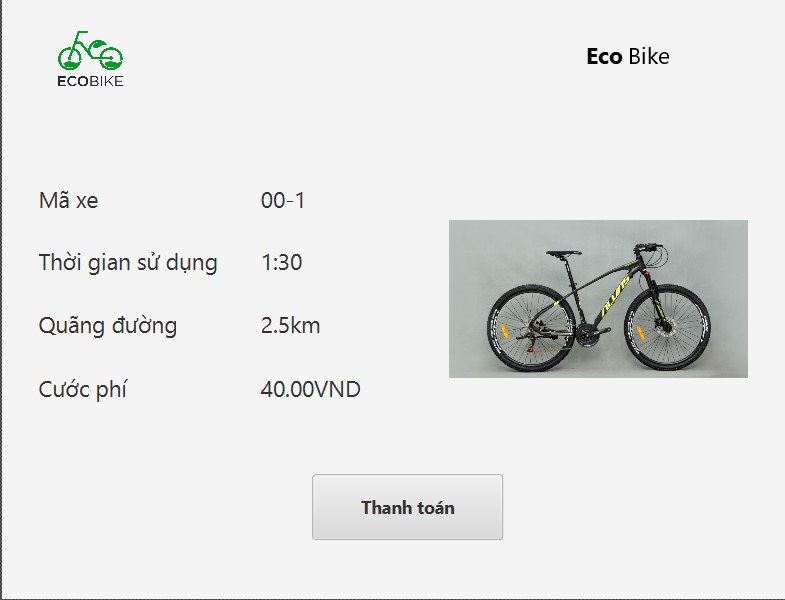 ECOBIKE
Eco Bike
Mã xe 00-1
Thời gian sử dụng 1:30
Quãng đường 2.5km
Cước phí 40.00VND
Thanh toán